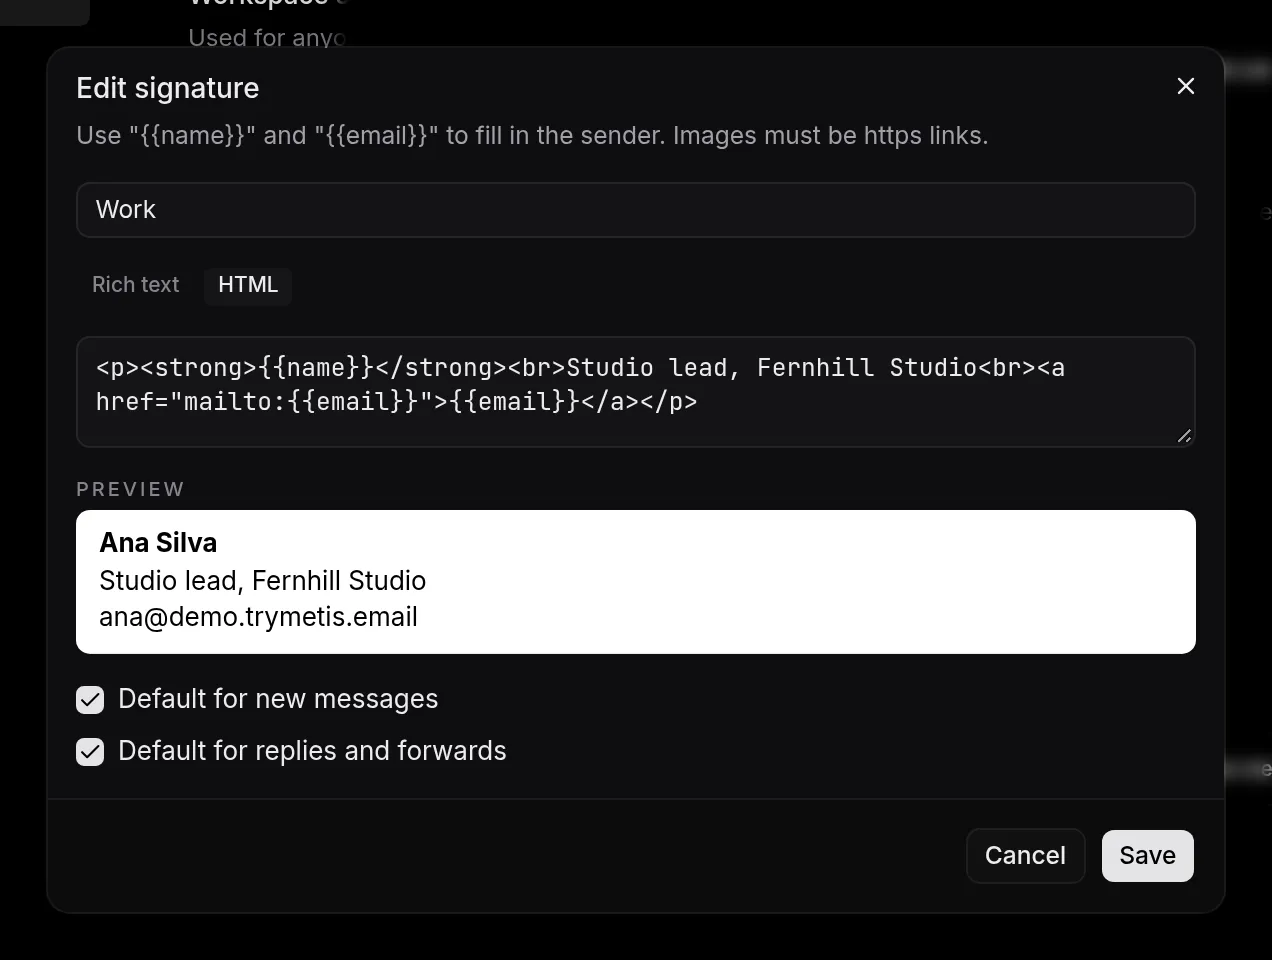 Used for anyo
Edit signature
Use "{{name}}" and "{{email}}" to fill in the sender. Images must be https links.
Work
Rich text HTML
<p><strong>{{name}}</strong><br>Studio lead, Fernhill Studio<br><a
href="mailto:{{email}}">{{email}}</a></p>
PREVIEW
Ana Silva
Studio lead, Fernhill Studio
ana@demo.trymetis.email
Default for new messages
Default for replies and forwards
Cancel Save